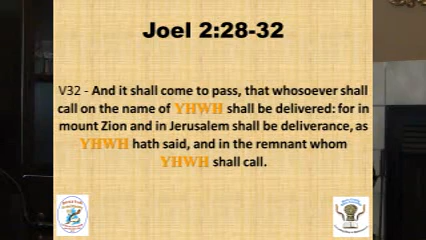 Joel 2:28-32
V32 - And it shall come to pass, that whosoever shall
call on the name of YHWH shall be delivered: for in
mount Zion and in Jerusalem shall be deliverance, as
YHWH hath said, and in the remnant whom
YHWH shall call.